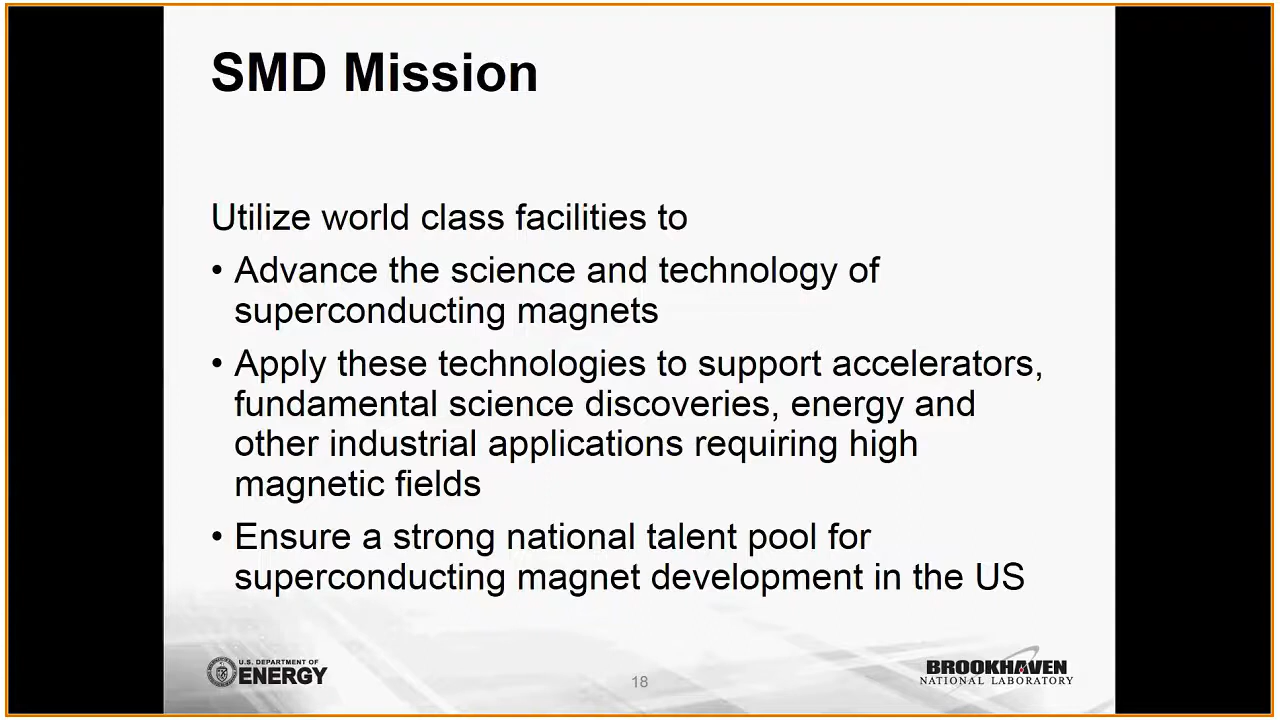 SMD Mission
Utilize world class facilities to
• Advance the science and technology of
superconducting magnets
• Apply these technologies to support accelerators,
fundamental science discoveries, energy and
other industrial applications requiring high
magnetic fields
• Ensure a strong national talent pool for
superconducting magnet development in the US
U.S. DEPARTMENT OF
ENERGY
18
BROOKHAVEN
NATIONAL LABORATORY